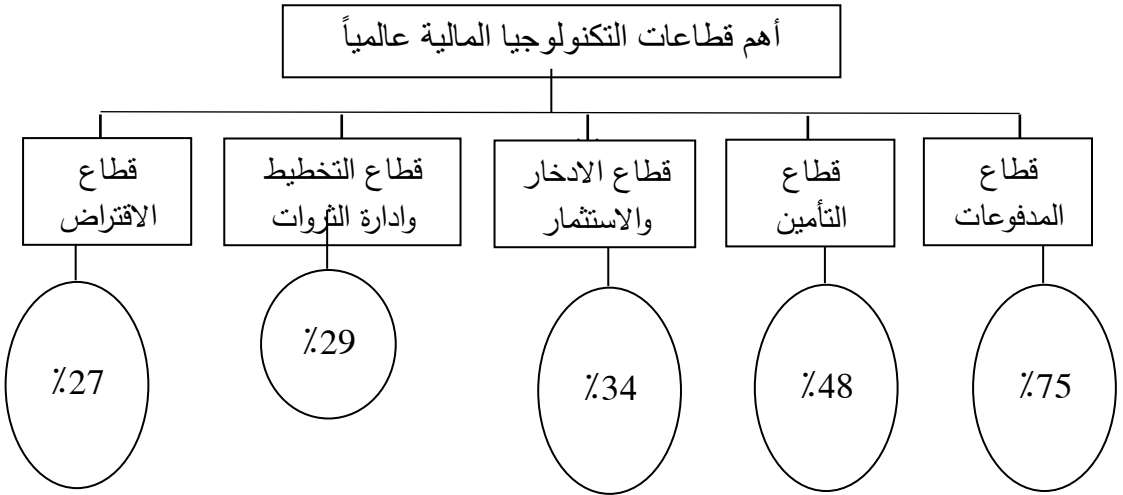 أهم قطاعات التكنولوجيا المالية عالمياً
قطاع
المدفوعات
قطاع
التأمين
قطاع الادخار
والاستثمار
قطاع التخطيط
وادارة الثروات
قطاع
الاقتراض
٪75
٪48
٪34
٪29
٪27